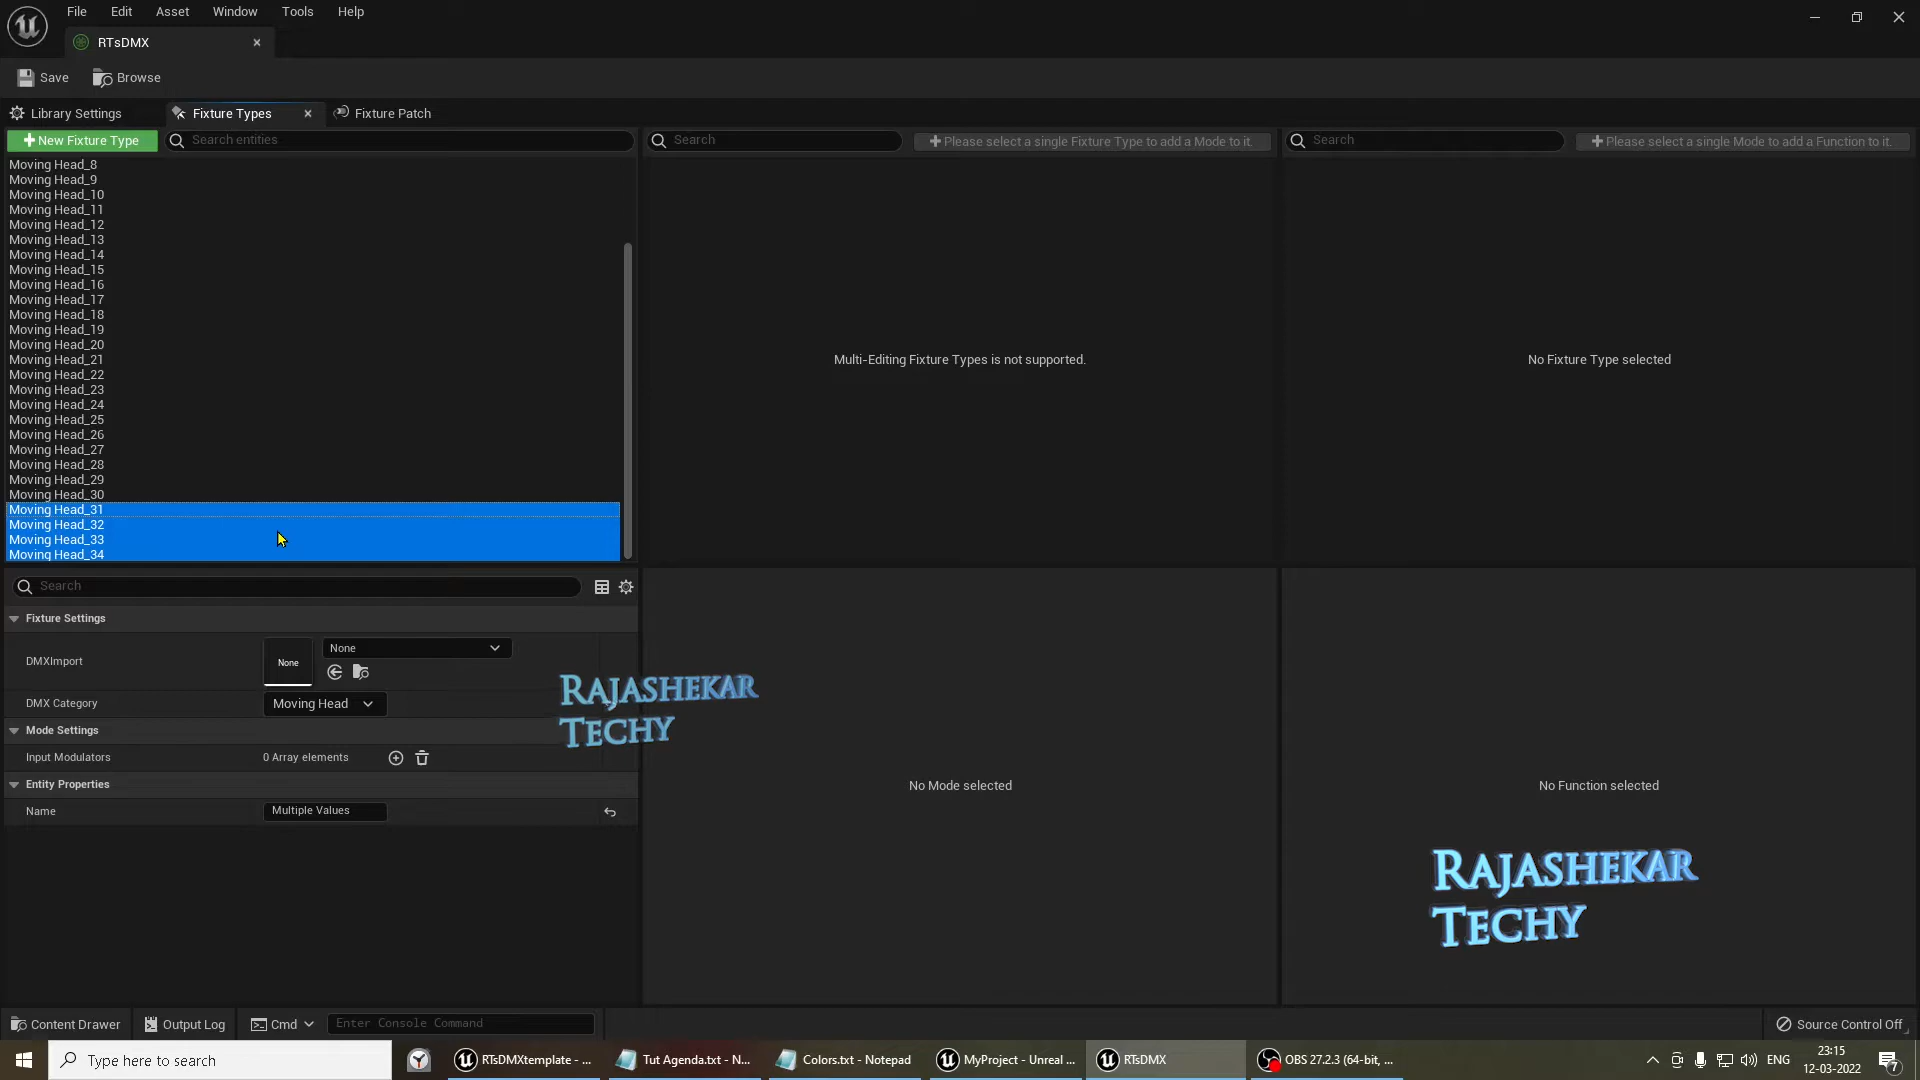 File Edit Asset Window Tools Help
RTsDMX
Save Browse
Library Settings Fixture Types Fixture Patch
New Fixture Type Search entities Search Please select a single Fixture Type to add a Mode to it. Search Please select a single Mode to add a Function to it.
Moving Head_8
Moving Head_9
Moving Head_10
Moving Head_11
Moving Head_12
Moving Head_13
Moving Head_14
Moving Head_15
Moving Head_16
Moving Head_17
Moving Head_18
Moving Head_19
Moving Head_20
Moving Head_21
Moving Head_22
Moving Head_23
Moving Head_24
Moving Head_25
Moving Head_26
Moving Head_27
Moving Head_28
Moving Head_29
Moving Head_30
Moving Head_31
Moving Head_32
Moving Head_33
Moving Head_34
Multi-Editing Fixture Types is not supported.
No Fixture Type selected
Search
Fixture Settings
DMXImport None None
DMX Category Moving Head
Mode Settings
Input Modulators 0 Array elements
Entity Properties
Name Multiple Values
No Mode selected
No Function selected
RAJASHEKAR
TECHY
RAJASHEKAR
TECHY
Content Drawer Output Log Cmd Enter Console Command Source Control Off
Type here to search RTsDMXtemplate - ... Tut Agenda.txt - N... Colors.txt - Notepad MyProject - Unreal ... RTsDMX OBS 27.2.3 (64-bit, ... ENG 23:15
12-03-2022 7